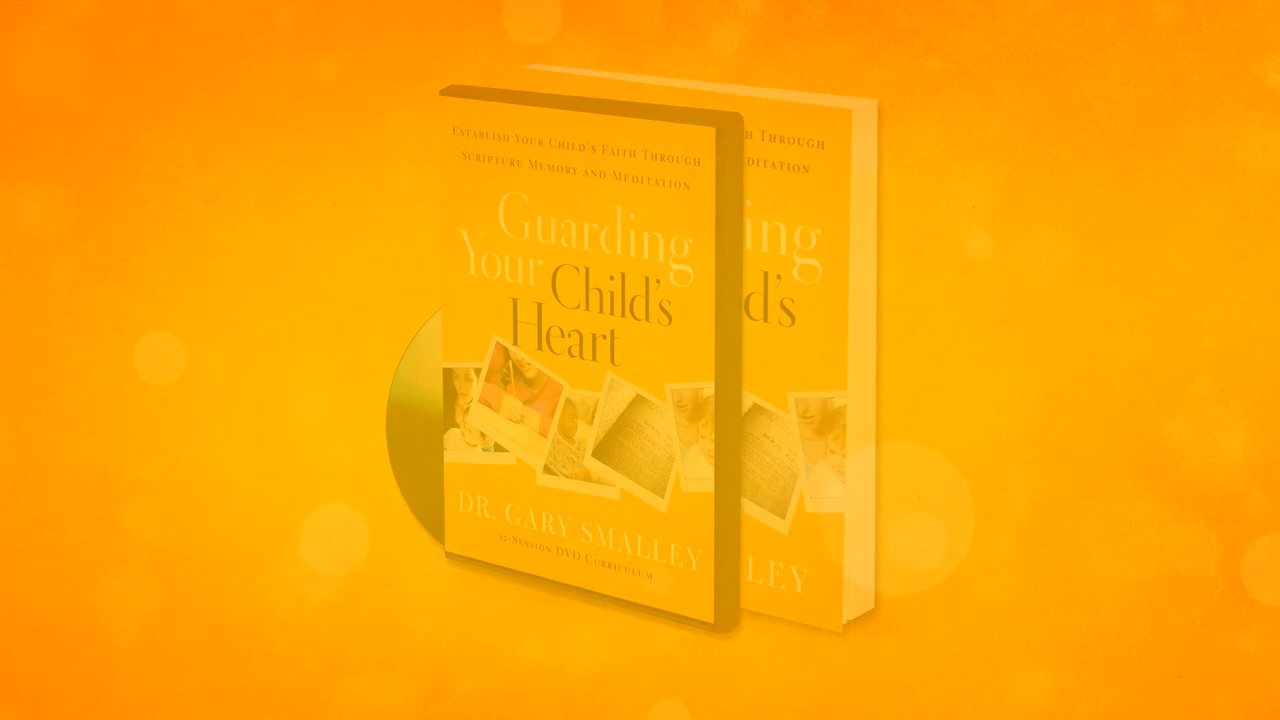 ESTABLISH YOUR CHILD'S FAITH THROUGH
SCRIPTURE MEMORY AND MEDITATION
Guarding
Your Child's
Heart
DR. GARY SMALLEY
12-SESSION DVD CURRICULUM
H THROUGH
DITATION
ing
d's
LEY